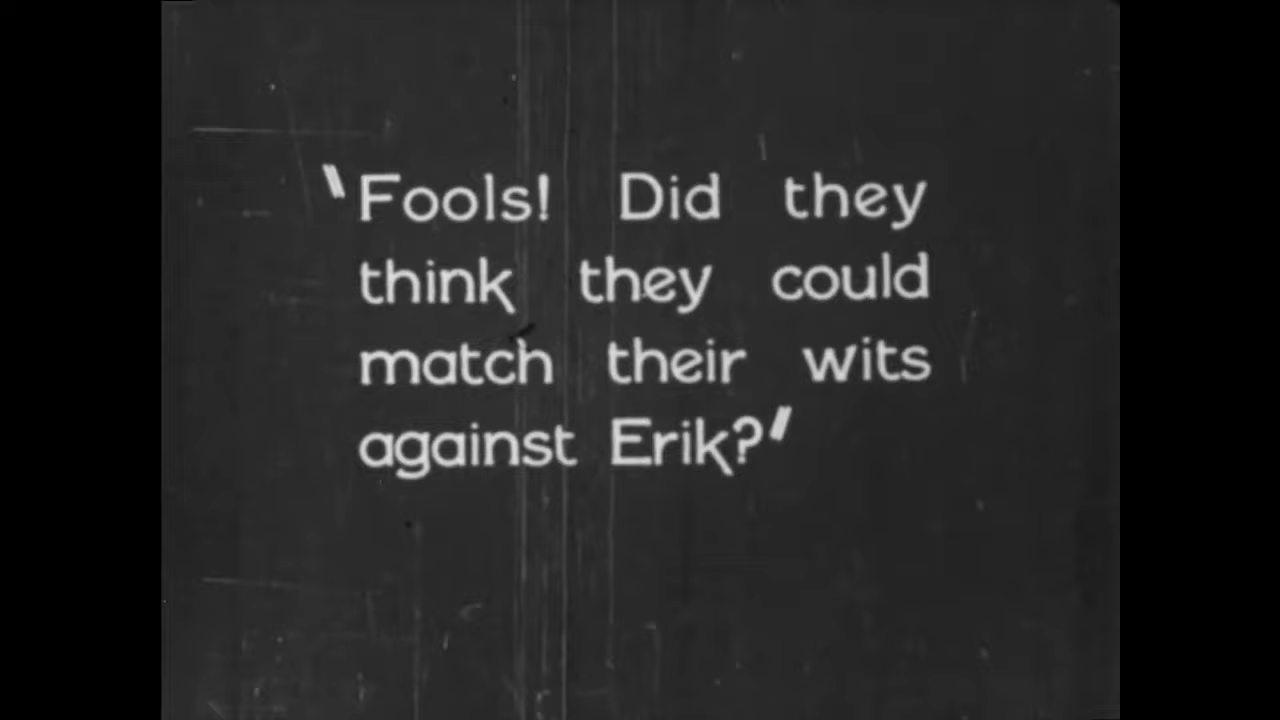 "Fools! Did they
think they could
match their wits
against Erik?"